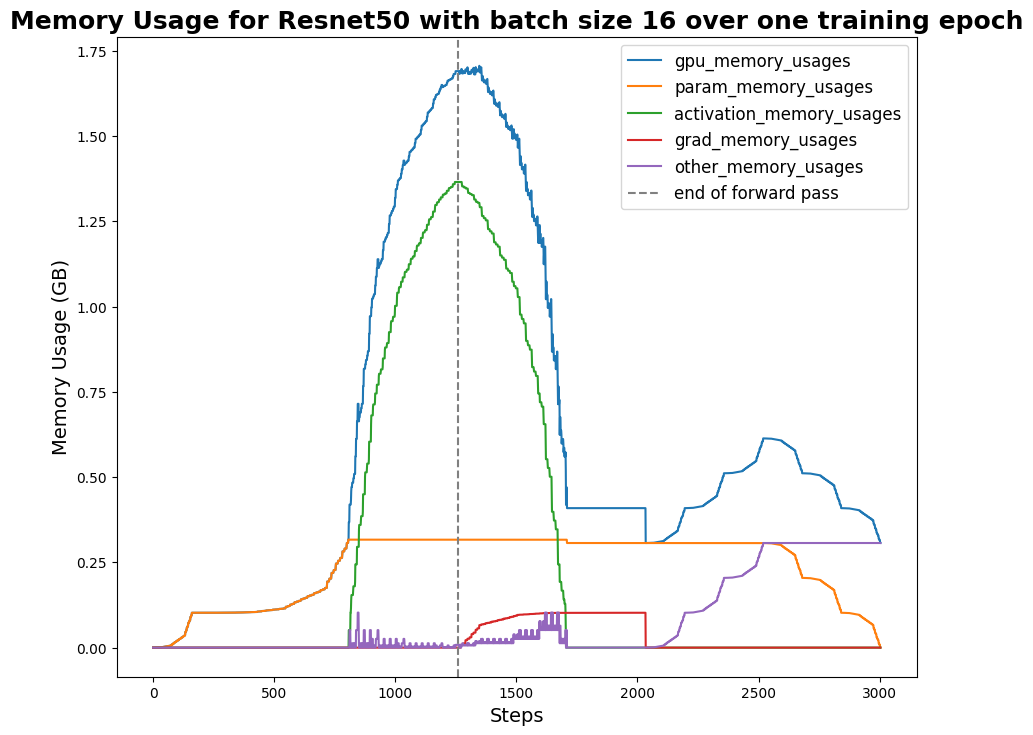 Memory Usage for Resnet50 with batch size 16 over one training epoch
gpu_memory_usages
param_memory_usages
activation_memory_usages
grad_memory_usages
other_memory_usages
end of forward pass
Memory Usage (GB)
1.75
1.50
1.25
1.00
0.75
0.50
0.25
0.00
0 500 1000 1500 2000 2500 3000
Steps